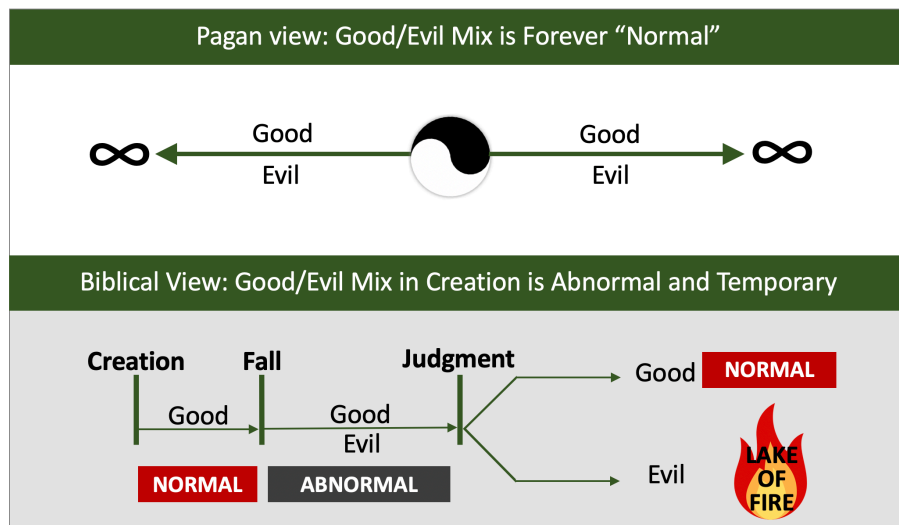 Pagan view: Good/Evil Mix is Forever “Normal”
∞ Good Good ∞
Evil Evil
Biblical View: Good/Evil Mix in Creation is Abnormal and Temporary
Creation Fall Judgment
Good NORMAL
Good Good
Evil
NORMAL ABNORMAL
Evil
LAKE
OF
FIRE